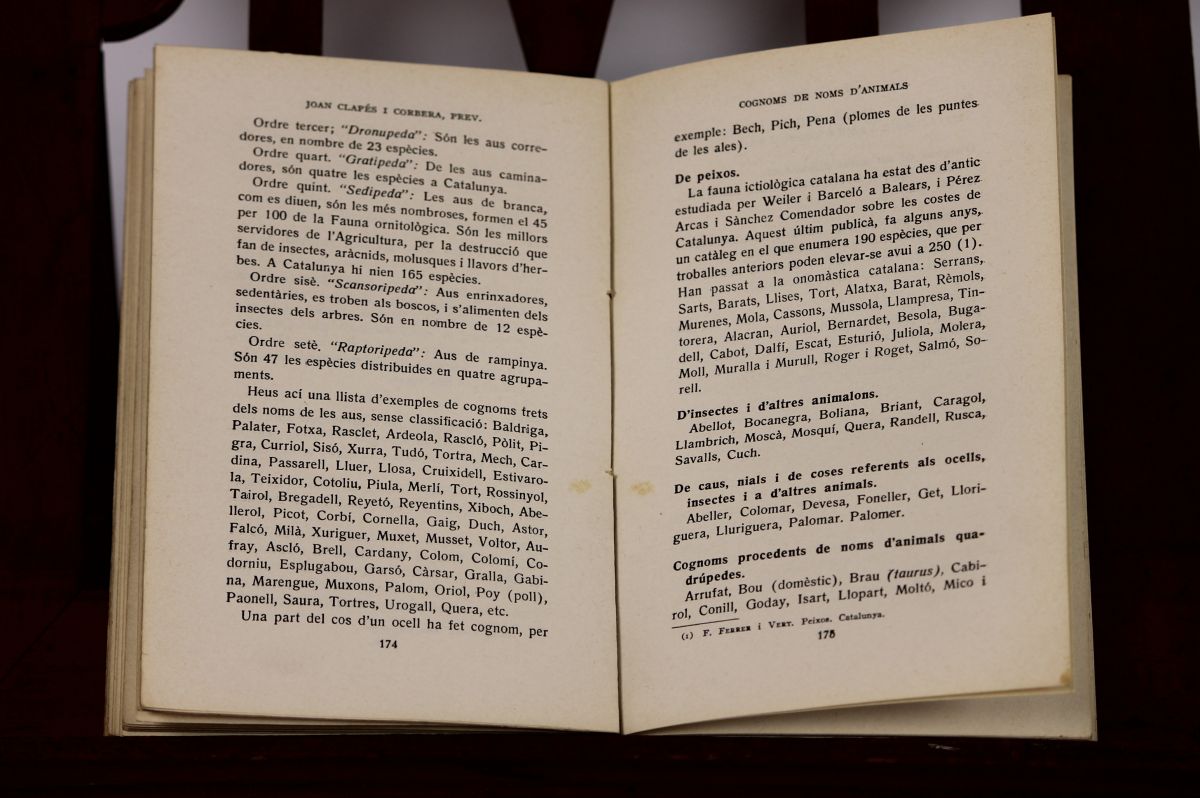 JOAN CLAPÉS I CORBERA, PREV.
Ordre tercer; "Dronupeda": Són les aus corre-
dores, en nombre de 23 espècies.
Ordre quart. "Gratipeda": De les aus camina-
dores, són quatre les espècies a Catalunya.
Ordre quint. "Sedipeda": Les aus de branca,
com es diuen, són les més nombroses, formen el 45
per 100 de la Fauna ornitològica. Són les millors
servidores de l'Agricultura, per la destrucció que
fan de insectes, aràcnids, molusques i llavors d'her-
bes. A Catalunya hi nien 165 espècies.
Ordre sisè. "Scansoripeda": Aus enrinxadores,
sedentàries, es troben als boscos, i s'alimenten dels
insectes dels arbres. Són en nombre de 12 espè-
cies.
Ordre setè. "Raptoripeda": Aus de rampinya.
Són 47 les espècies distribuides en quatre agrupa-
ments.
Heus ací una llista d'exemples de cognoms frets
dels noms de les aus, sense classificació: Baldriga,
Palater, Fotxa, Rasclet, Ardeola, Rascló, Pòlit, Pi-
gra, Curriol, Sisó, Xurra, Tudó, Tortra, Mech, Car-
dina, Passarell, Lluer, Llosa, Cruixidell, Estivaro-
la, Teixidor, Cotoliu, Piula, Merlí, Tort, Rossinyol,
Tairol, Bregadell, Reyetó, Reyentins, Xiboch, Abe-
llerol, Picot, Corbí, Cornella, Gaig, Duch, Astor,
Falcó, Milà, Xuriguer, Muxet, Musset, Voltor, Au-
fray, Ascló, Brell, Cardany, Colom, Colomí, Co-
dorniu, Esplugabou, Garsó, Càrsar, Gralla, Gabi-
na, Marengue, Muxons, Palom, Oriol, Poy (poll),
Paonell, Saura, Tortres, Urogall, Quera, etc.
Una part del cos d'un ocell ha fet cognom, per
174
COGNOMS DE NOMS D'ANIMALS
exemple: Bech, Pich, Pena (plomes de les puntes
de les ales).
De peixos.
La fauna ictiològica catalana ha estat des d'antic
estudiada per Weiler i Barceló a Balears, i Pérez
Arcas i Sànchez Comendador sobre les costes de
Catalunya. Aquest últim publicà, fa alguns anys,
un catàleg en el que enumera 190 espècies, que per
troballes anteriors poden elevar-se avui a 250 (1).
Han passat a la onomàstica catalana: Serrans,
Sarts, Barats, Llises, Tort, Alatxa, Barat, Rèmols,
Murenes, Mola, Cassons, Mussola, Llampresa, Tin-
torera, Alacran, Auriol, Bernardet, Besola, Buga-
dell, Cabot, Dalfí, Escat, Esturió, Juliola, Molera,
Moll, Muralla i Murull, Roger i Roget, Salmó, So-
rell.
D'insectes i d'altres animalons.
Abellot, Bocanegra, Boliana, Briant, Caragol,
Llambrich, Moscà, Mosquí, Quera, Randell, Rusca,
Savalls, Cuch.
De caus, nials i de coses referents als ocells,
insectes i a d'altres animals.
Abeller, Colomar, Devesa, Foneller, Get, Llori-
guera, Lluriguera, Palomar. Palomer.
Cognoms procedents de noms d'animals qua-
drúpedes.
Arrufat, Bou (domèstic), Brau (taurus), Cabi-
rol, Conill, Goday, Isart, Llopart, Moltó, Mico i
(1) F. FERRER i VERT. Peixos. Catalunya.
175